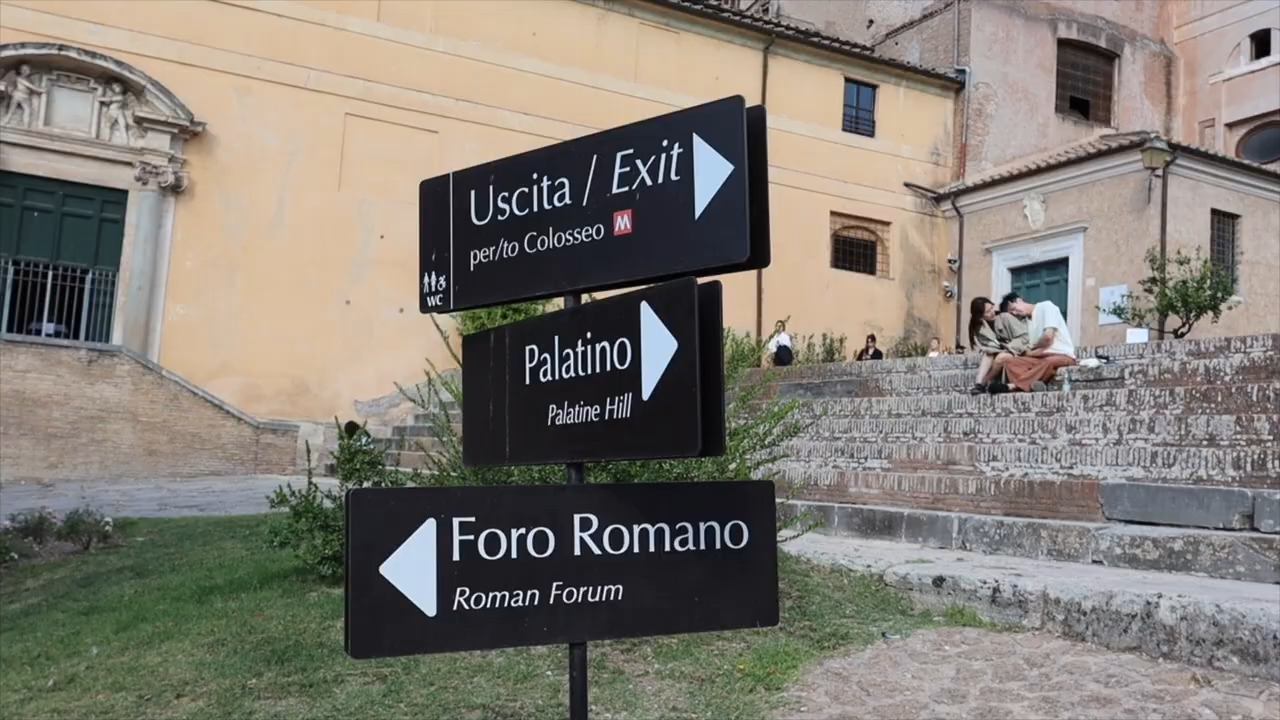 Uscita / Exit
per/to Colosseo M
WC
Palatino
Palatine Hill
Foro Romano
Roman Forum